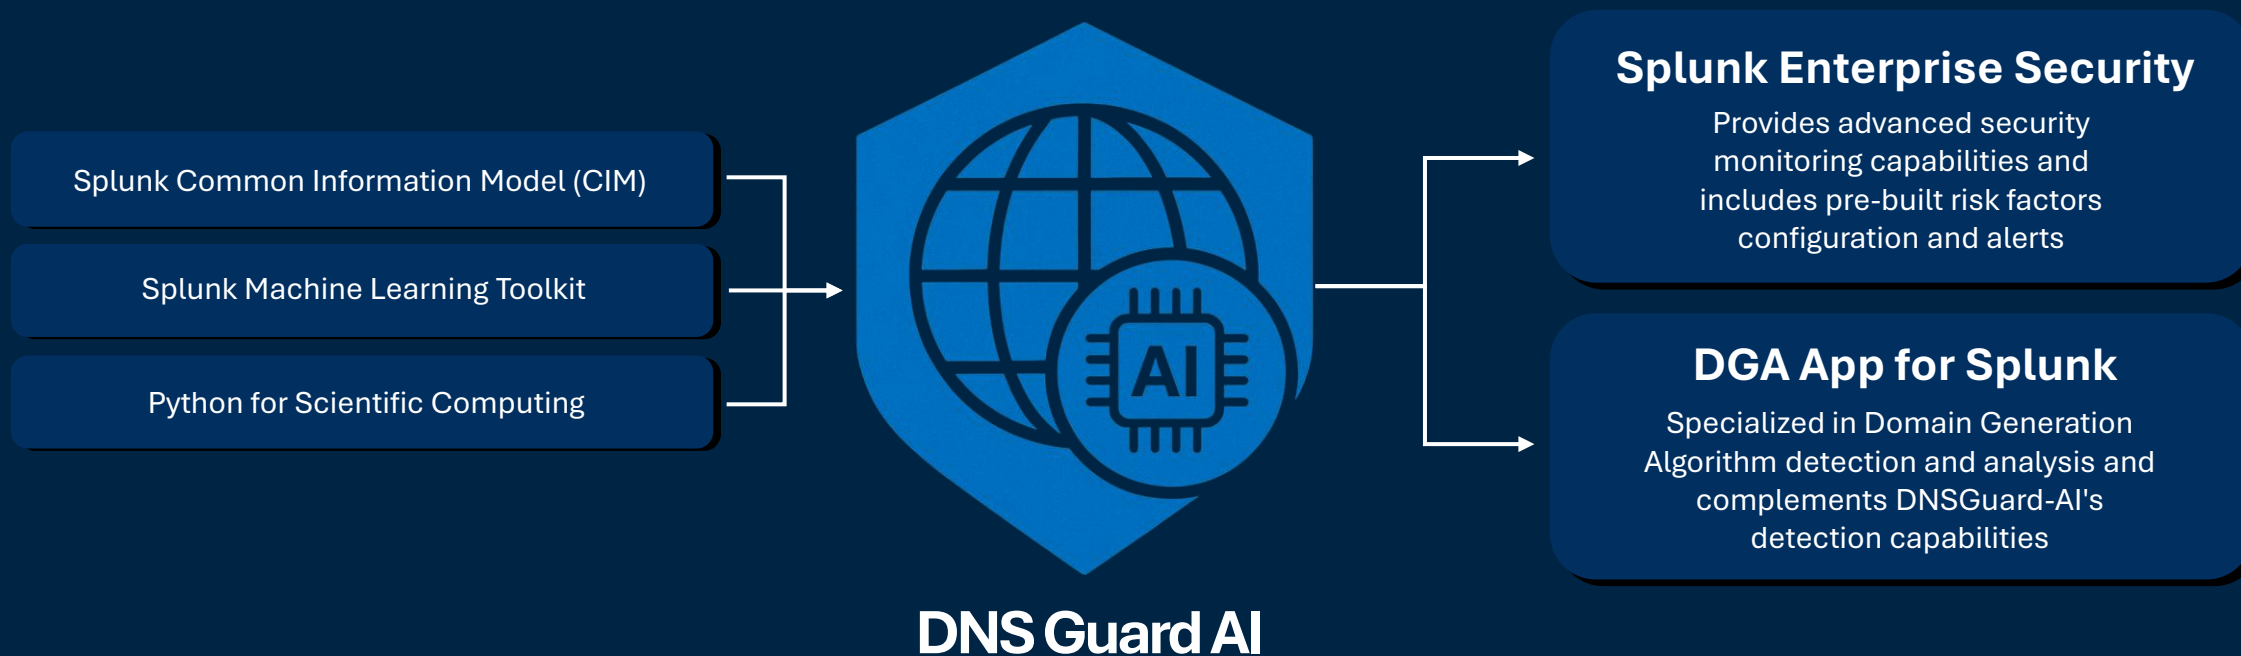 Splunk Common Information Model (CIM)
Splunk Machine Learning Toolkit
Python for Scientific Computing
AI
DNS Guard AI
Splunk Enterprise Security
Provides advanced security
monitoring capabilities and
includes pre-built risk factors
configuration and alerts
DGA App for Splunk
Specialized in Domain Generation
Algorithm detection and analysis and
complements DNSGuard-AI's
detection capabilities